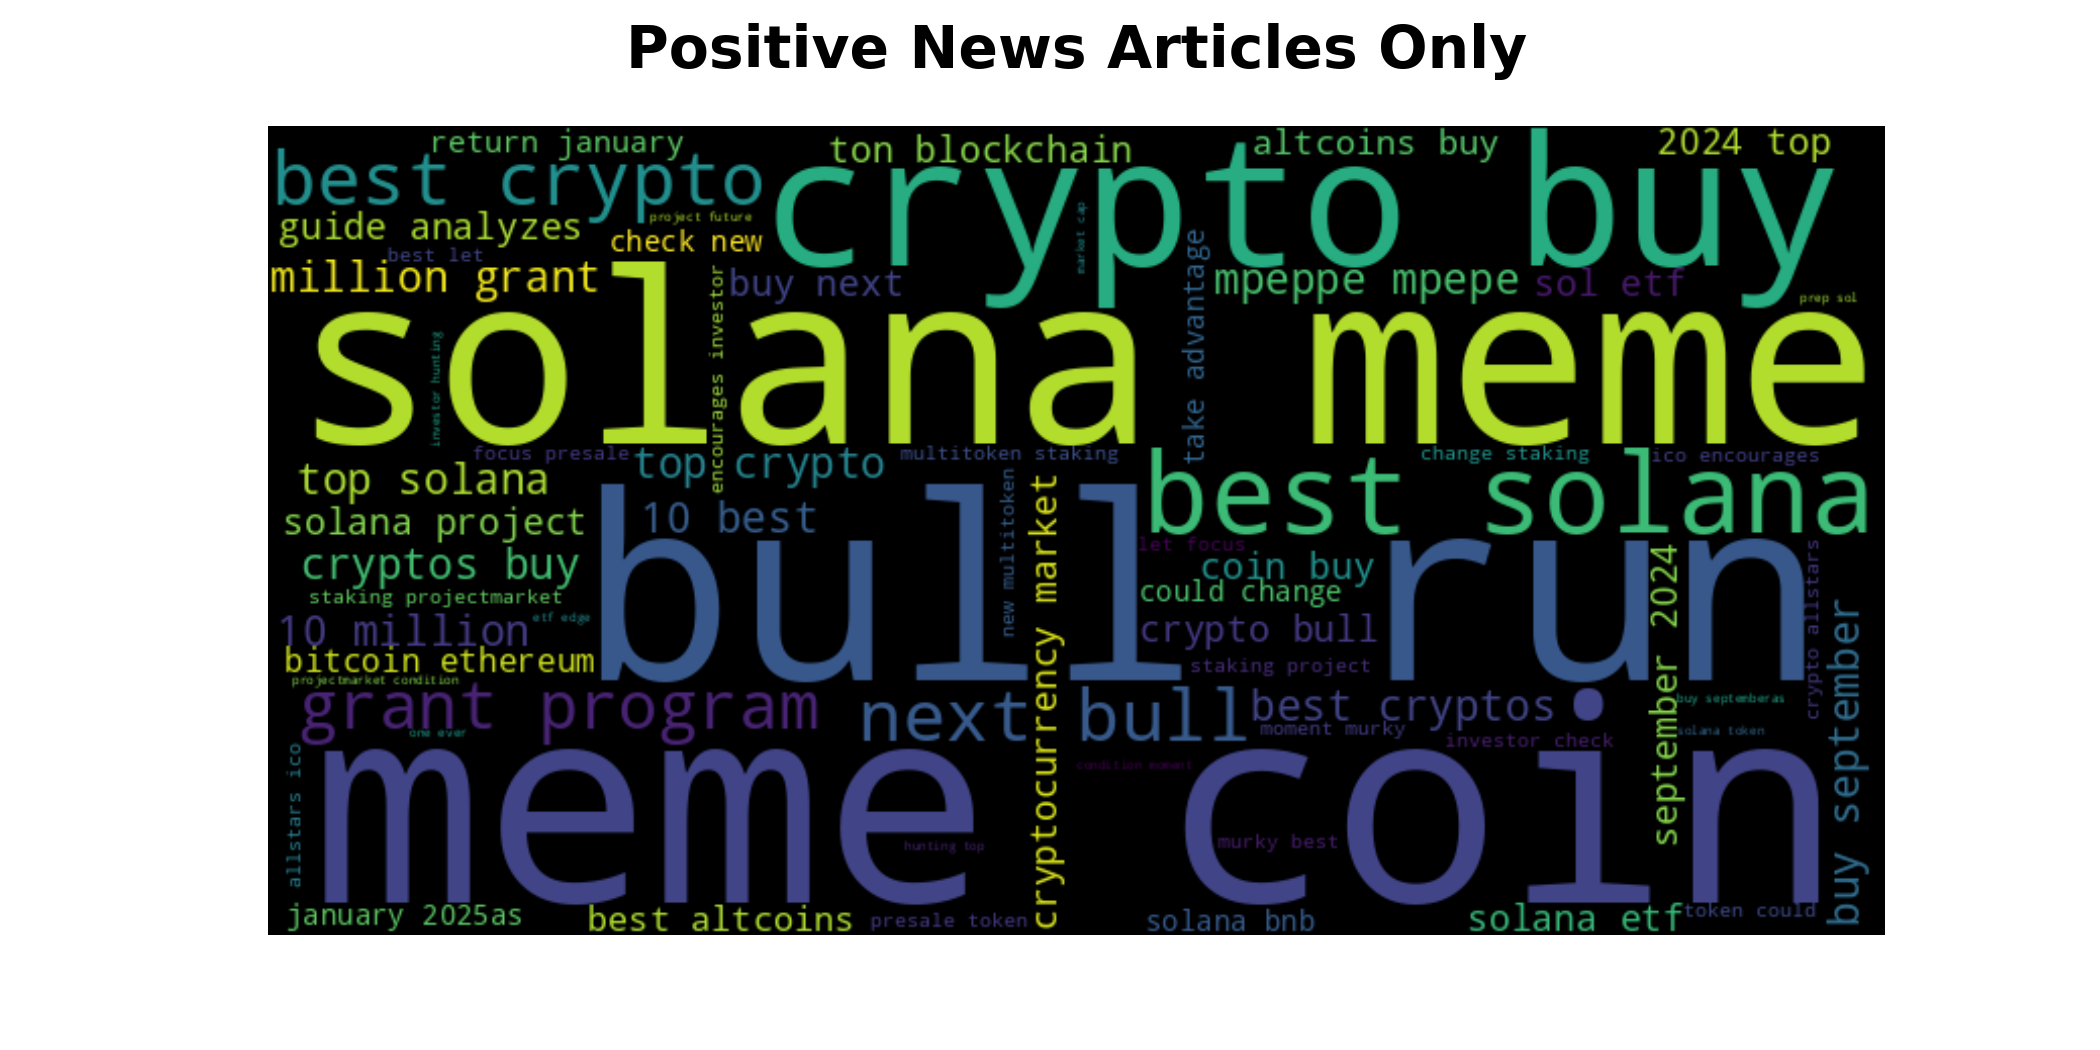 Positive News Articles Only
return january
ton blockchain
altcoins buy
2024 top
best crypto
crypto buy
guide analyzes
project future
check new
market cap
best let
million grant
buy next
mpeppe mpepe
sol etf
prep sol
solana meme
investor hunting
encourages investor
take advantage
focus presale
top crypto
multitoken staking
change staking
ico encourages
top solana
best solana
solana project
10 best
new multitoken
cryptocurrency market
bull run
let focus
cryptos buy
coin buy
staking projectmarket
could change
10 million
etf edge
crypto bull
september 2024
crypto allstars
buy september
bitcoin ethereum
staking project
projectmarket condition
grant program
next bull
best cryptos
buy septemberas
one ever
moment murky
investor check
solana token
allstars ico
meme coin
condition moment
hunting top
murky best
january 2025as
best altcoins
presale token
solana bnb
solana etf
token could